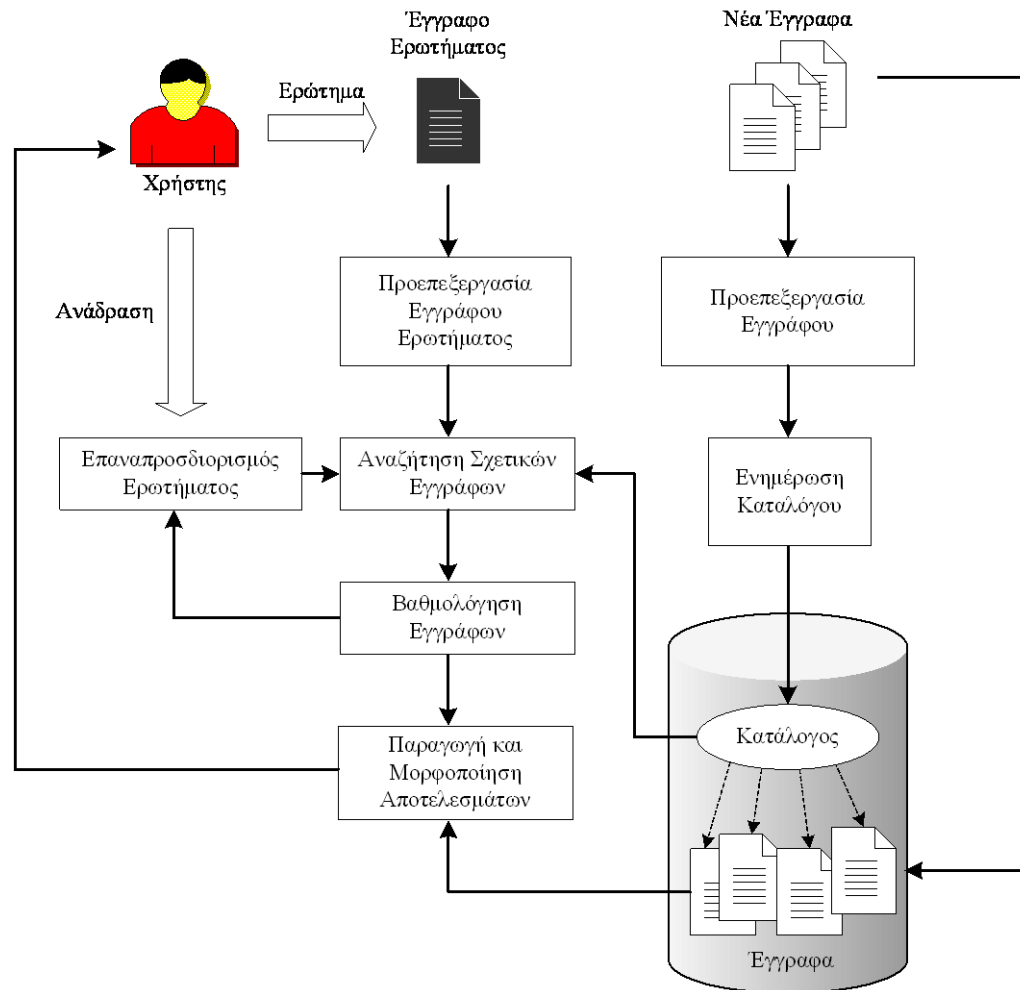 Έγγραφο
Ερωτήματος
Νέα Έγγραφα
Ερώτημα
Χρήστης
Ανάδραση
Προεπεξεργασία
Εγγράφου
Ερωτήματος
Προεπεξεργασία
Εγγράφου
Επαναπροσδιορισμός
Ερωτήματος
Αναζήτηση Σχετικών
Εγγράφων
Ενημέρωση
Καταλόγου
Βαθμολόγηση
Εγγράφων
Παραγωγή και
Μορφοποίηση
Αποτελεσμάτων
Κατάλογος
Έγγραφα